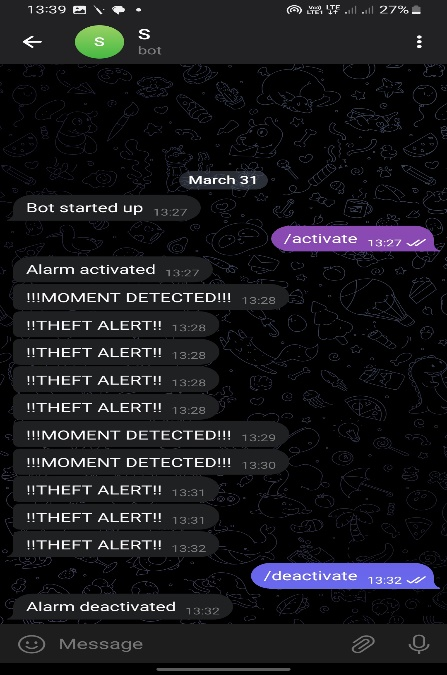 13:39 Vo)) LTE 27%
LTE1
S
S
bot
March 31
Bot started up 13:27
/activate 13:27
Alarm activated 13:27
!!!MOMENT DETECTED!!! 13:28
!!THEFT ALERT!! 13:28
!!THEFT ALERT!! 13:28
!!THEFT ALERT!! 13:28
!!THEFT ALERT!! 13:28
!!!MOMENT DETECTED!!! 13:29
!!!MOMENT DETECTED!!! 13:30
!!THEFT ALERT!! 13:31
!!THEFT ALERT!! 13:31
!!THEFT ALERT!! 13:32
/deactivate 13:32
Alarm deactivated 13:32
Message